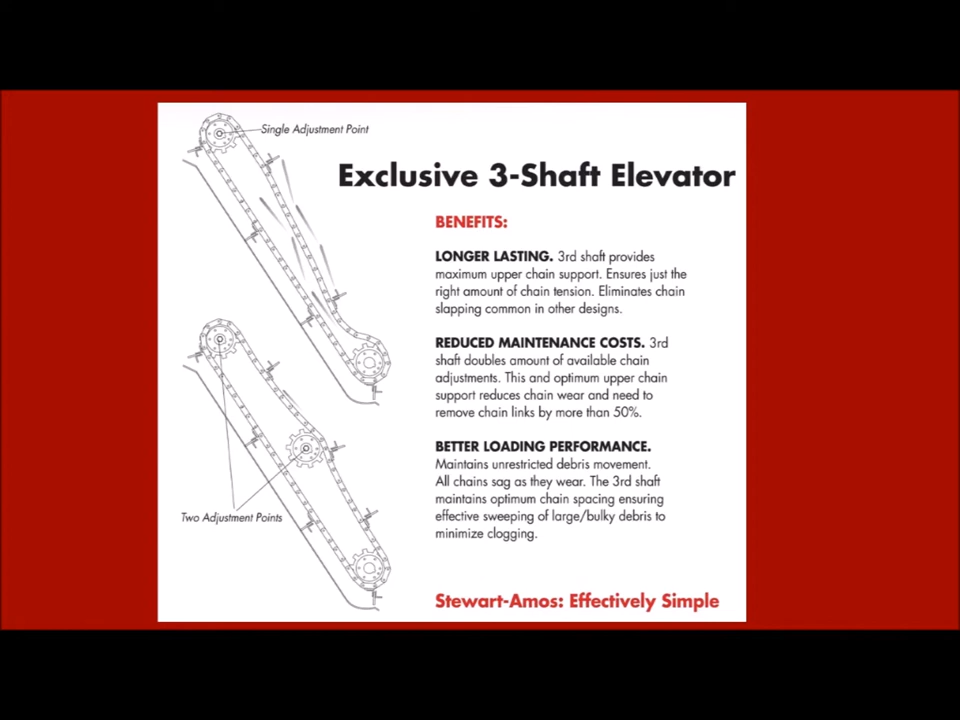 Single Adjustment Point
Exclusive 3-Shaft Elevator
BENEFITS:
LONGER LASTING. 3rd shaft provides
maximum upper chain support. Ensures just the
right amount of chain tension. Eliminates chain
slapping common in other designs.
REDUCED MAINTENANCE COSTS. 3rd
shaft doubles amount of available chain
adjustments. This and optimum upper chain
support reduces chain wear and need to
remove chain links by more than 50%.
BETTER LOADING PERFORMANCE.
Maintains unrestricted debris movement.
All chains sag as they wear. The 3rd shaft
maintains optimum chain spacing ensuring
effective sweeping of large/bulky debris to
minimize clogging.
Two Adjustment Points
Stewart-Amos: Effectively Simple